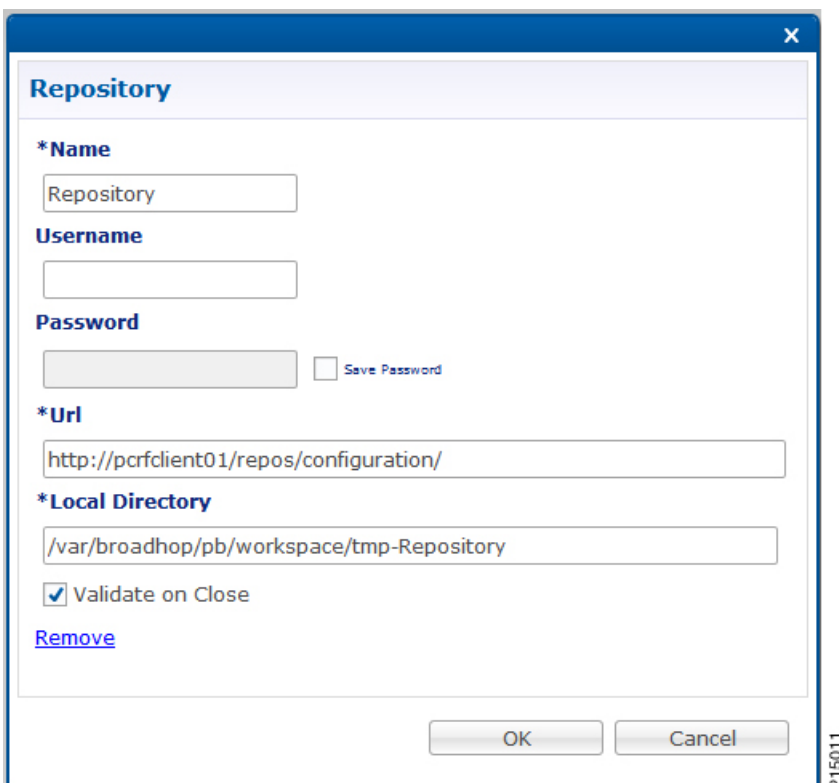 x
Repository
*Name
Repository
Username
Password
Save Password
*Url
http://pcrfclient01/repos/configuration/
*Local Directory
/var/broadhop/pb/workspace/tmp-Repository
Validate on Close
Remove
OK Cancel